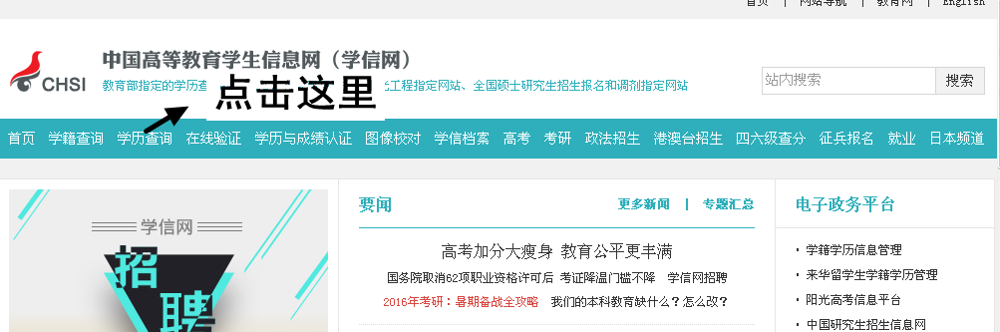 首页 | 网站导航 | 教育网 | English
CHSI
中国高等教育学生信息网（学信网）
教育部指定的学历查
工程指定网站、全国硕士研究生招生报名和调剂指定网站
点击这里
站内搜索 搜索
首页 学籍查询 学历查询 在线验证 学历与成绩认证 图像校对 学信档案 高考 考研 政法招生 港澳台招生 四六级查分 征兵报名 就业 日本频道
学信网
招
聘
要闻 更多新闻 | 专题汇总
高考加分大瘦身 教育公平更丰满
国务院取消62项职业资格许可后 考证降温门槛不降 学信网招聘
2016年考研：暑期备战全攻略 我们的本科教育缺什么？怎么改？
电子政务平台
· 学籍学历信息管理
· 来华留学生学籍学历管理
· 阳光高考信息平台
· 中国研究生招生信息网